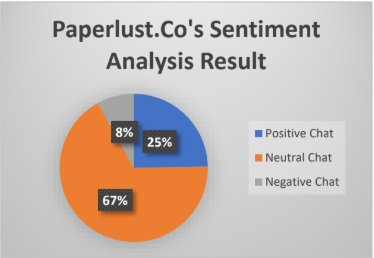 Paperlust.Co's Sentiment
Analysis Result
8%
25%
67%
Positive Chat
Neutral Chat
Negative Chat